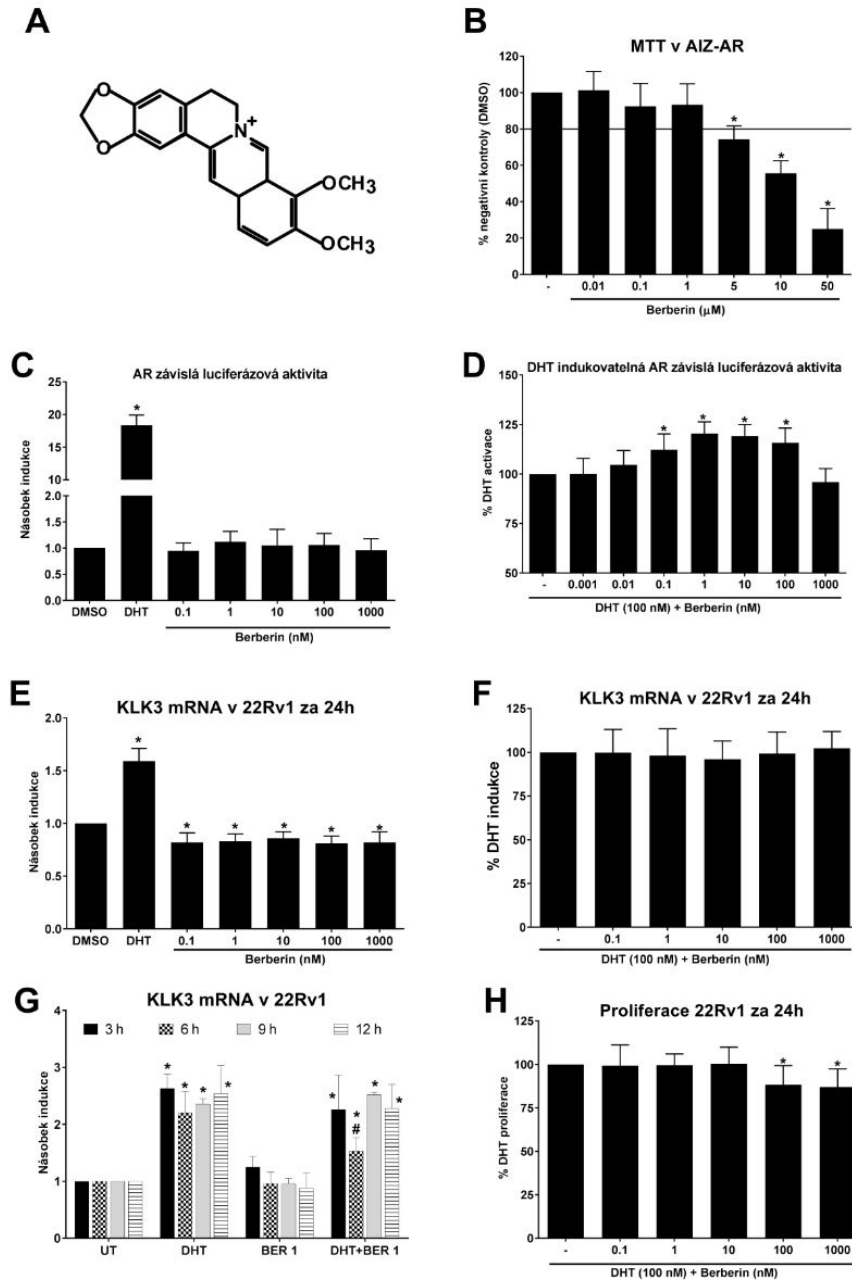 A
O
O
N
+
OCH3
OCH3
B
MTT v AIZ-AR
% negativní kontroly (DMSO)
120
100
80
60
40
20
0
*
*
*
- 0.01 0.1 1 5 10 50
Berberin (μM)
C
AR závislá luciferázová aktivita
Násobek indukce
25
20
15
10
2.0
1.5
1.0
0.5
0.0
*
DMSO DHT 0.1 1 10 100 1000
Berberin (nM)
D
DHT indukovatelná AR závislá luciferázová aktivita
% DHT activace
150
125
100
75
50
* * * *
- 0.001 0.01 0.1 1 10 100 1000
DHT (100 nM) + Berberin (nM)
E
KLK3 mRNA v 22Rv1 za 24h
Násobek indukce
2.0
1.5
1.0
0.5
0.0
*
* * * * *
DMSO DHT 0.1 1 10 100 1000
Berberin (nM)
F
KLK3 mRNA v 22Rv1 za 24h
% DHT indukce
125
100
75
50
25
0
- 0.1 1 10 100 1000
DHT (100 nM) + Berberin (nM)
G
KLK3 mRNA v 22Rv1
3 h 6 h 9 h 12 h
Násobek indukce
4
3
2
1
0
* * * *
* * * *
#
UT DHT BER 1 DHT+BER 1
H
Proliferace 22Rv1 za 24h
% DHT proliferace
125
100
75
50
25
0
* *
- 0.1 1 10 100 1000
DHT (100 nM) + Berberin (nM)